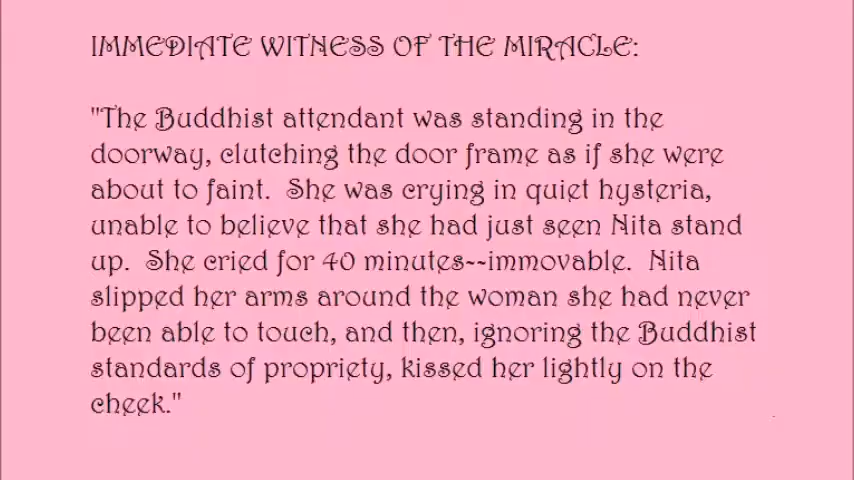 IMMEDIATE WITNESS OF THE MIRACLE:
"The Buddhist attendant was standing in the
doorway, clutching the door frame as if she were
about to faint.  She was crying in quiet hysteria,
unable to believe that she had just seen Nita stand
up.  She cried for 40 minutes--immovable.  Nita
slipped her arms around the woman she had never
been able to touch, and then, ignoring the Buddhist
standards of propriety, kissed her lightly on the
cheek."